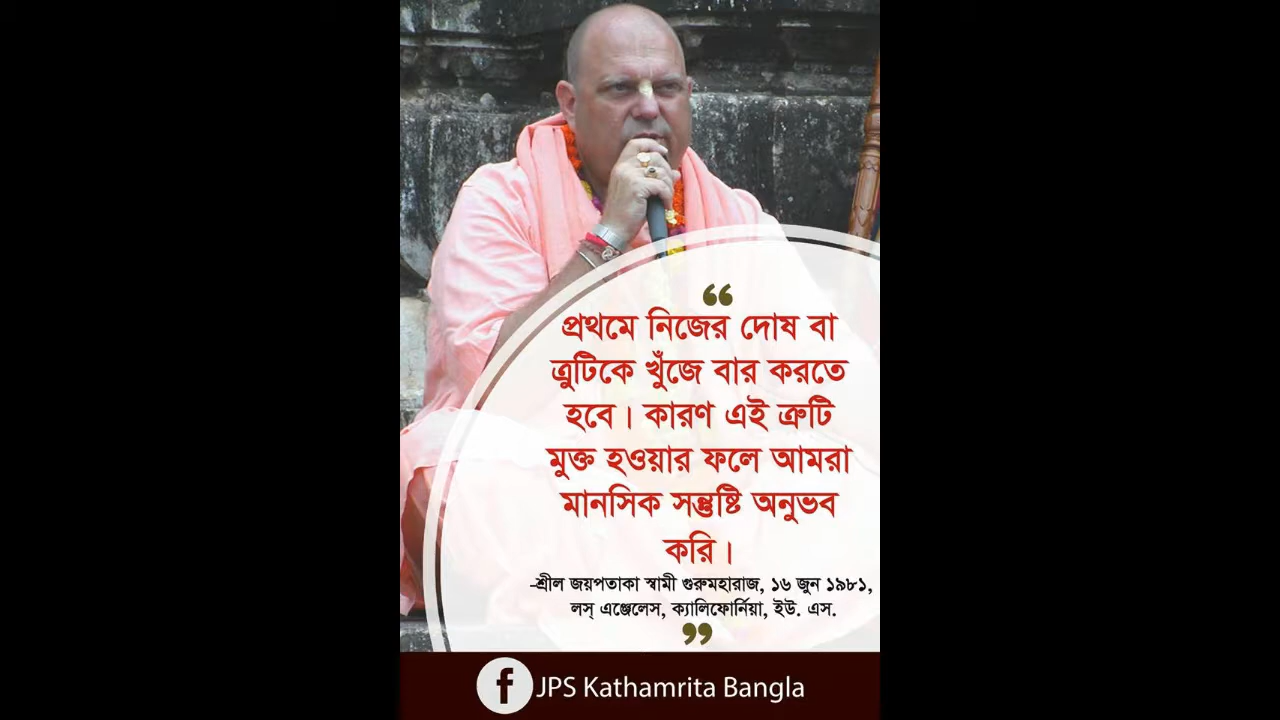 “
প্রথমে নিজের দোষ বা
ত্রুটিকে খুঁজে বার করতে
হবে। কারণ এই ত্রুটি
মুক্ত হওয়ার ফলে আমরা
মানসিক সন্তুষ্টি অনুভব
করি।
-শ্রীল জয়পতাকা স্বামী গুরুমহারাজ, ১৬ জুন ১৯৮১,
লস্ এঞ্জেলেস, ক্যালিফোর্নিয়া, ইউ. এস.
”
f JPS Kathamrita Bangla